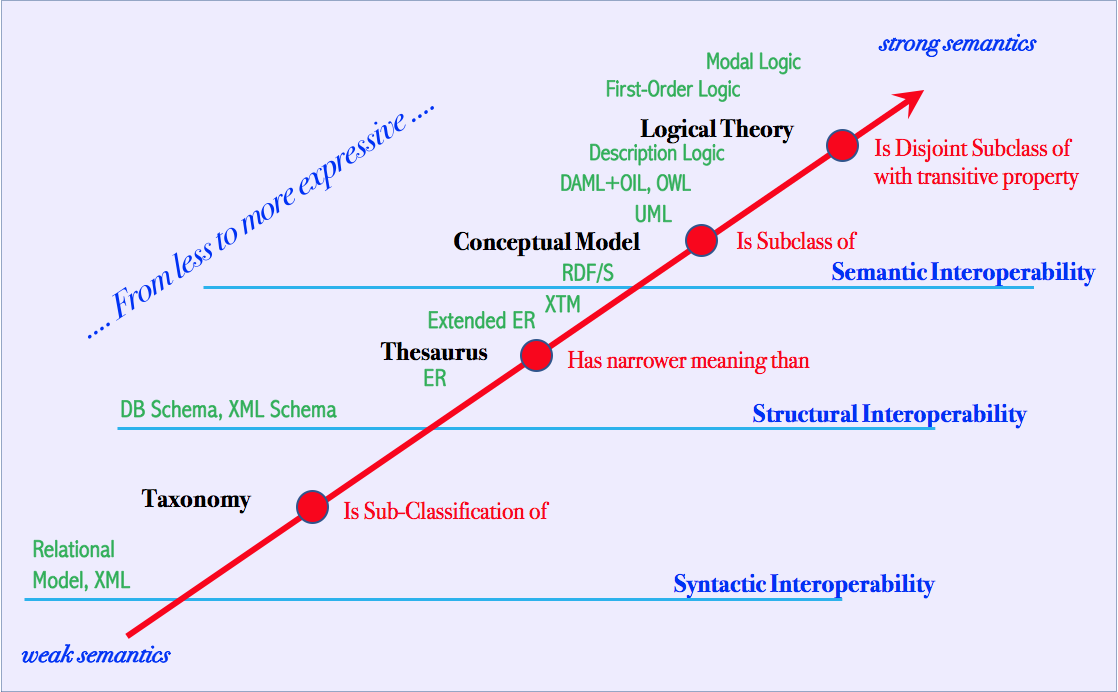 strong semantics
Modal Logic
First-Order Logic
.... From less to more expressive ....
Logical Theory
Is Disjoint Subclass of
with transitive property
Description Logic
DAML+OIL, OWL
UML
Conceptual Model
Is Subclass of
RDF/S
Semantic Interoperability
XTM
Extended ER
Thesaurus
Has narrower meaning than
ER
DB Schema, XML Schema
Structural Interoperability
Taxonomy
Is Sub-Classification of
Relational
Model, XML
Syntactic Interoperability
weak semantics